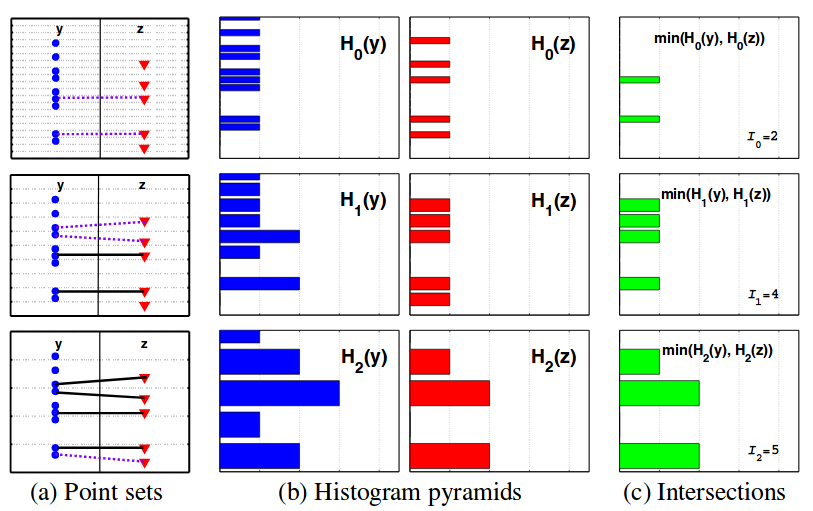 y z
H0(y)
H0(z)
min(H0(y), H0(z))
I0=2
y z
H1(y)
H1(z)
min(H1(y), H1(z))
I1=4
y z
H2(y)
H2(z)
min(H2(y), H2(z))
I2=5
(a) Point sets
(b) Histogram pyramids
(c) Intersections